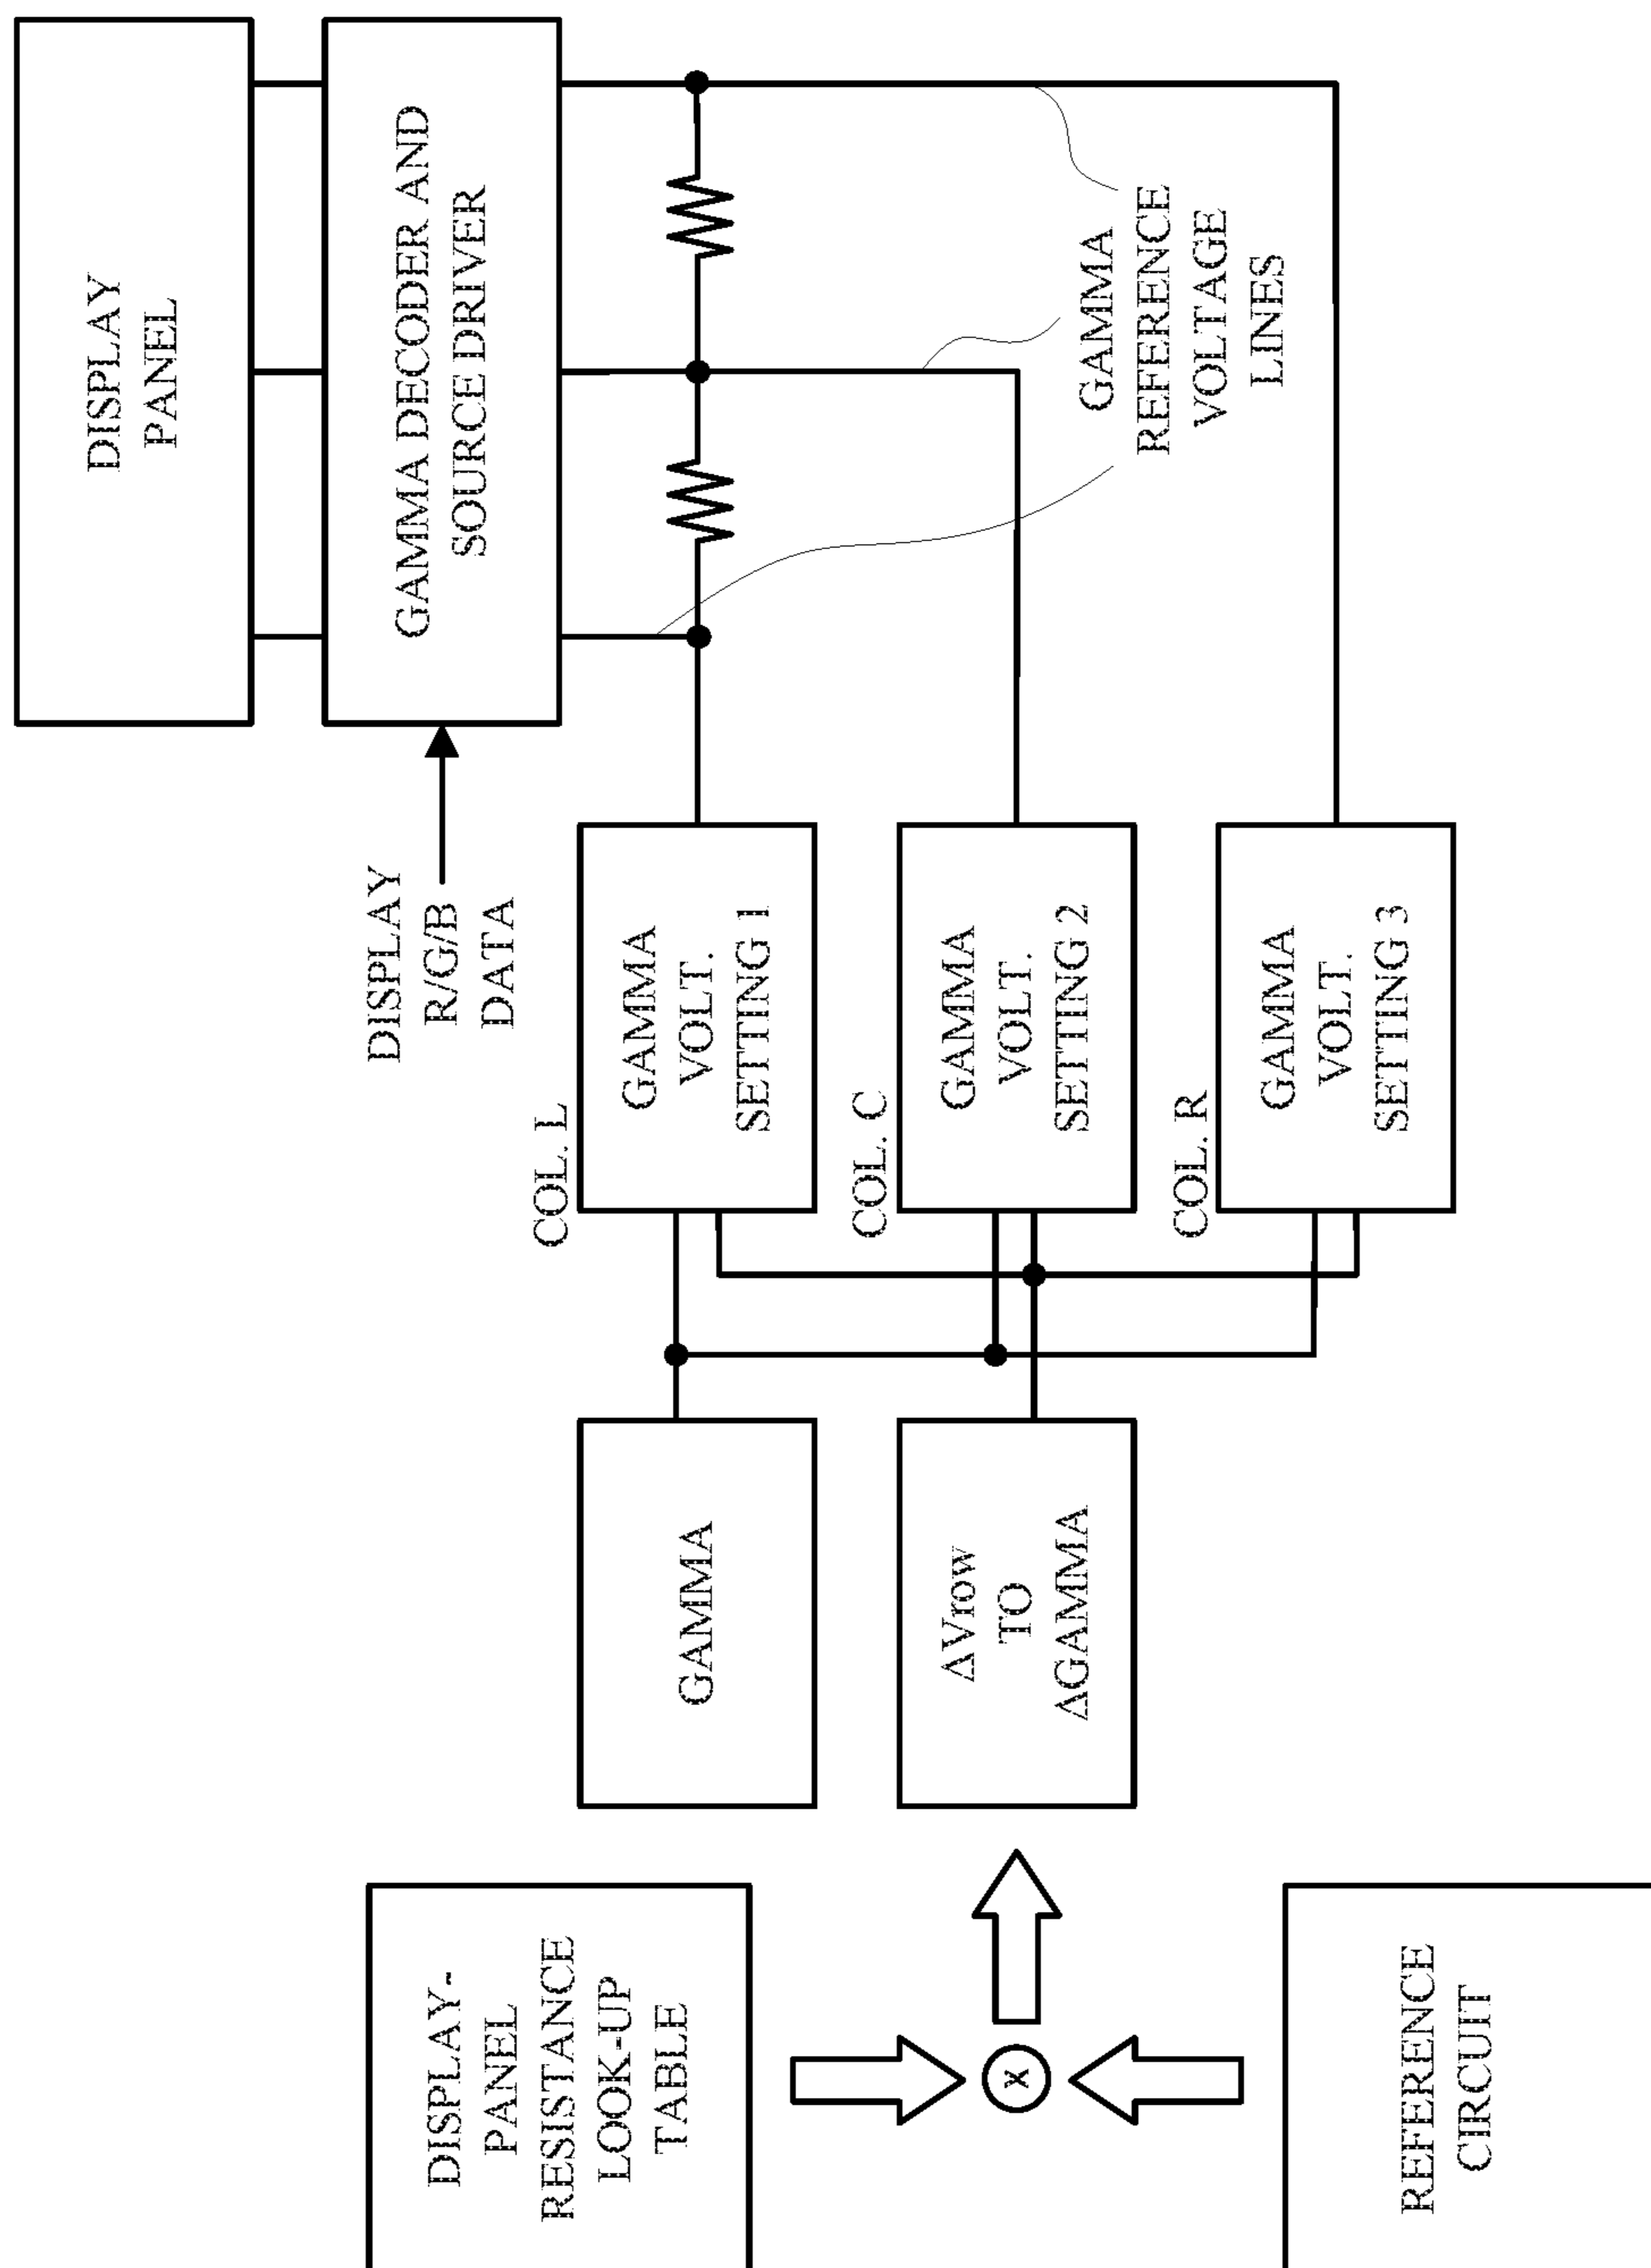 DISPLAY
PANEL
GAMMA DECODER AND
SOURCE DRIVER
DISPLAY
R/G/B
DATA
GAMMA
REFERENCE
VOLTAGE
LINES
COL. L
GAMMA
VOLT.
SETTING 1
COL. C
GAMMA
VOLT.
SETTING 2
COL. R
GAMMA
VOLT.
SETTING 3
GAMMA
ΔVrow
TO
ΔGAMMA
DISPLAY-
PANEL
RESISTANCE
LOOK-UP
TABLE
X
REFERENCE
CIRCUIT